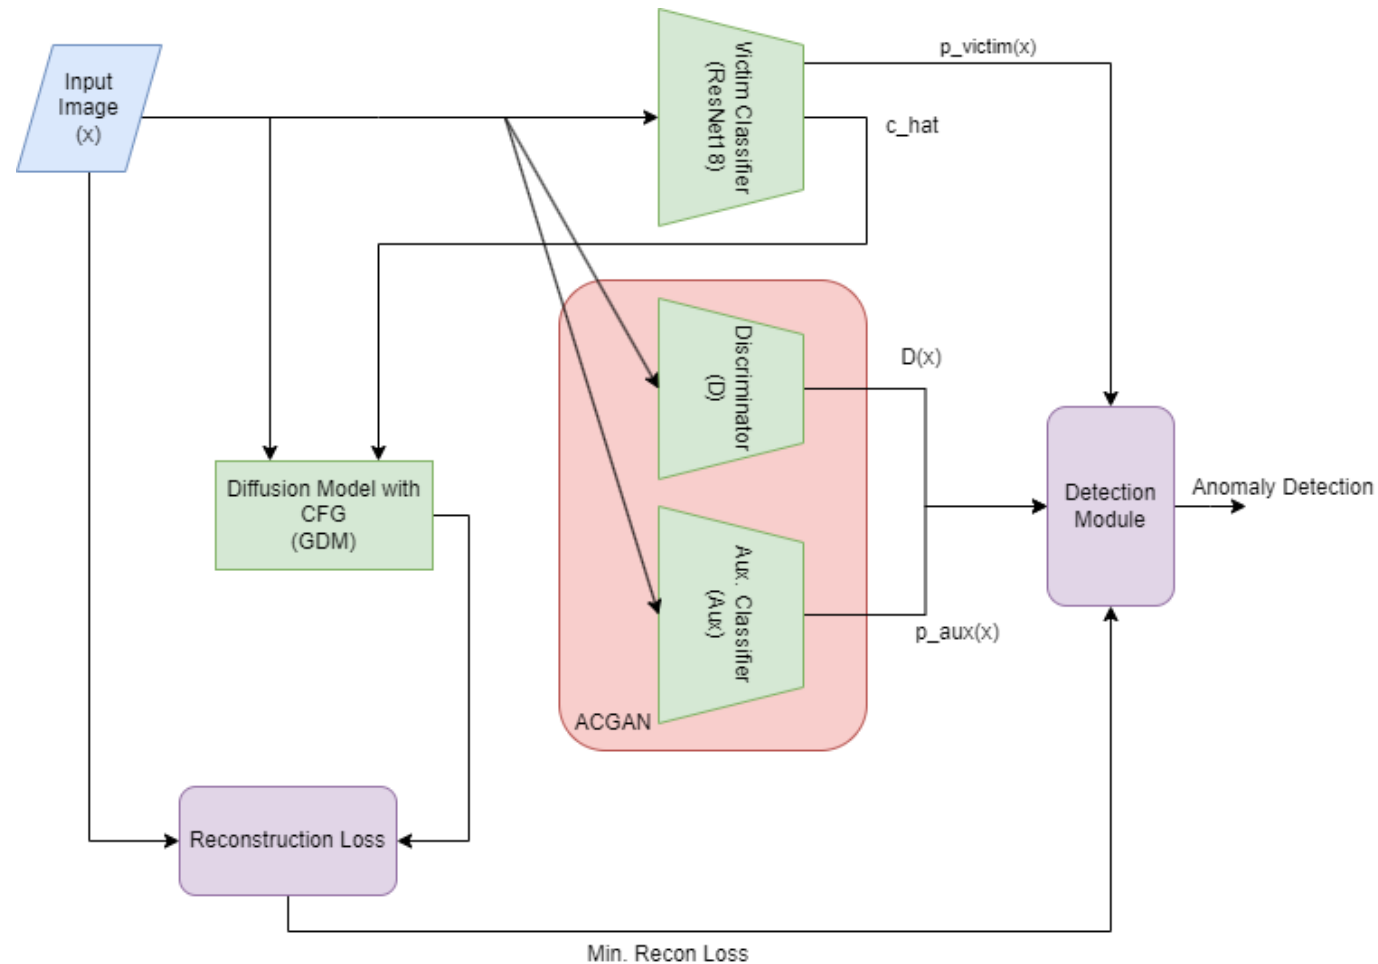 Input
Image
(x)
Victim Classifier
(ResNet18)
p_victim(x)
c_hat
Discriminator
(D)
D(x)
Diffusion Model with
CFG
(GDM)
Detection
Module
Anomaly Detection
Aux. Classifier
(Aux)
p_aux(x)
ACGAN
Reconstruction Loss
Min. Recon Loss